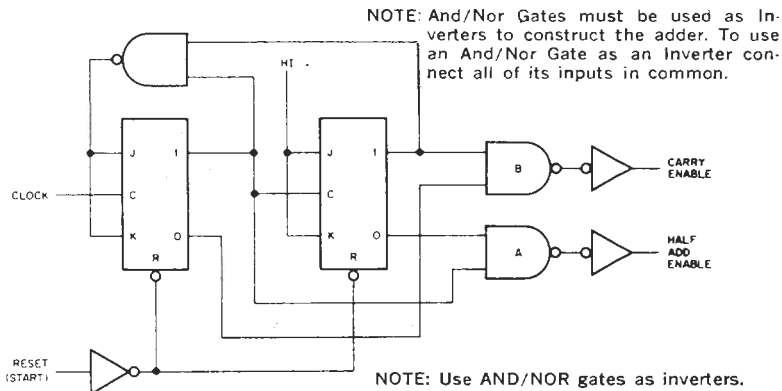 NOTE: And/Nor Gates must be used as In-
verters to construct the adder. To use
an And/Nor Gate as an Inverter con-
nect all of its inputs in common.
HI
J 1
J 1
B
CARRY
ENABLE
CLOCK
C
C
K O
K O
A
HALF
ADD
ENABLE
R
R
RESET
(START)
NOTE: Use AND/NOR gates as inverters.